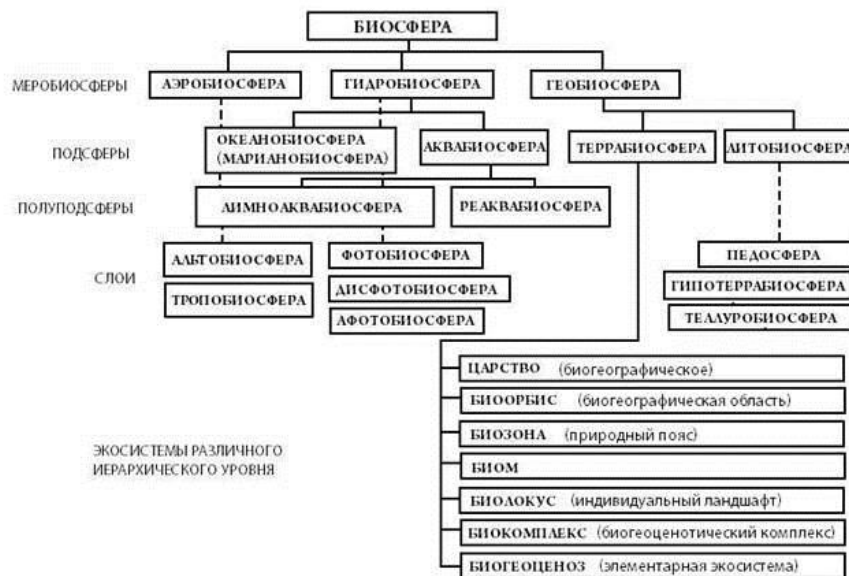 БИОСФЕРА
МЕРОБИОСФЕРЫ
АЭРОБИОСФЕРА
ГИДРОБИОСФЕРА
ГЕОБИОСФЕРА
ПОДСФЕРЫ
ОКЕАНОБИОСФЕРА
(МАРИАНОБИОСФЕРА)
АКВАБИОСФЕРА
ТЕРРАБИОСФЕРА
ЛИТОБИОСФЕРА
ПОЛУПОДСФЕРЫ
ЛИМНОАКВАБИОСФЕРА
РЕАКВАБИОСФЕРА
СЛОИ
АЛЬТОБИОСФЕРА
ТРОПОБИОСФЕРА
ФОТОБИОСФЕРА
ДИСФОТОБИОСФЕРА
АФОТОБИОСФЕРА
ПЕДОСФЕРА
ГИПОТЕРРАБИОСФЕРА
ТЕЛЛУРОБИОСФЕРА
ЭКОСИСТЕМЫ РАЗЛИЧНОГО
ИЕРАРХИЧЕСКОГО УРОВНЯ
ЦАРСТВО (биогеографическое)
БИООРБИС (биогеографическая область)
БИОЗОНА (природный пояс)
БИОМ
БИОЛОКУС (индивидуальный ландшафт)
БИОКОМПЛЕКС (биогеоценотический комплекс)
БИОГЕОЦЕНОЗ (элементарная экосистема)